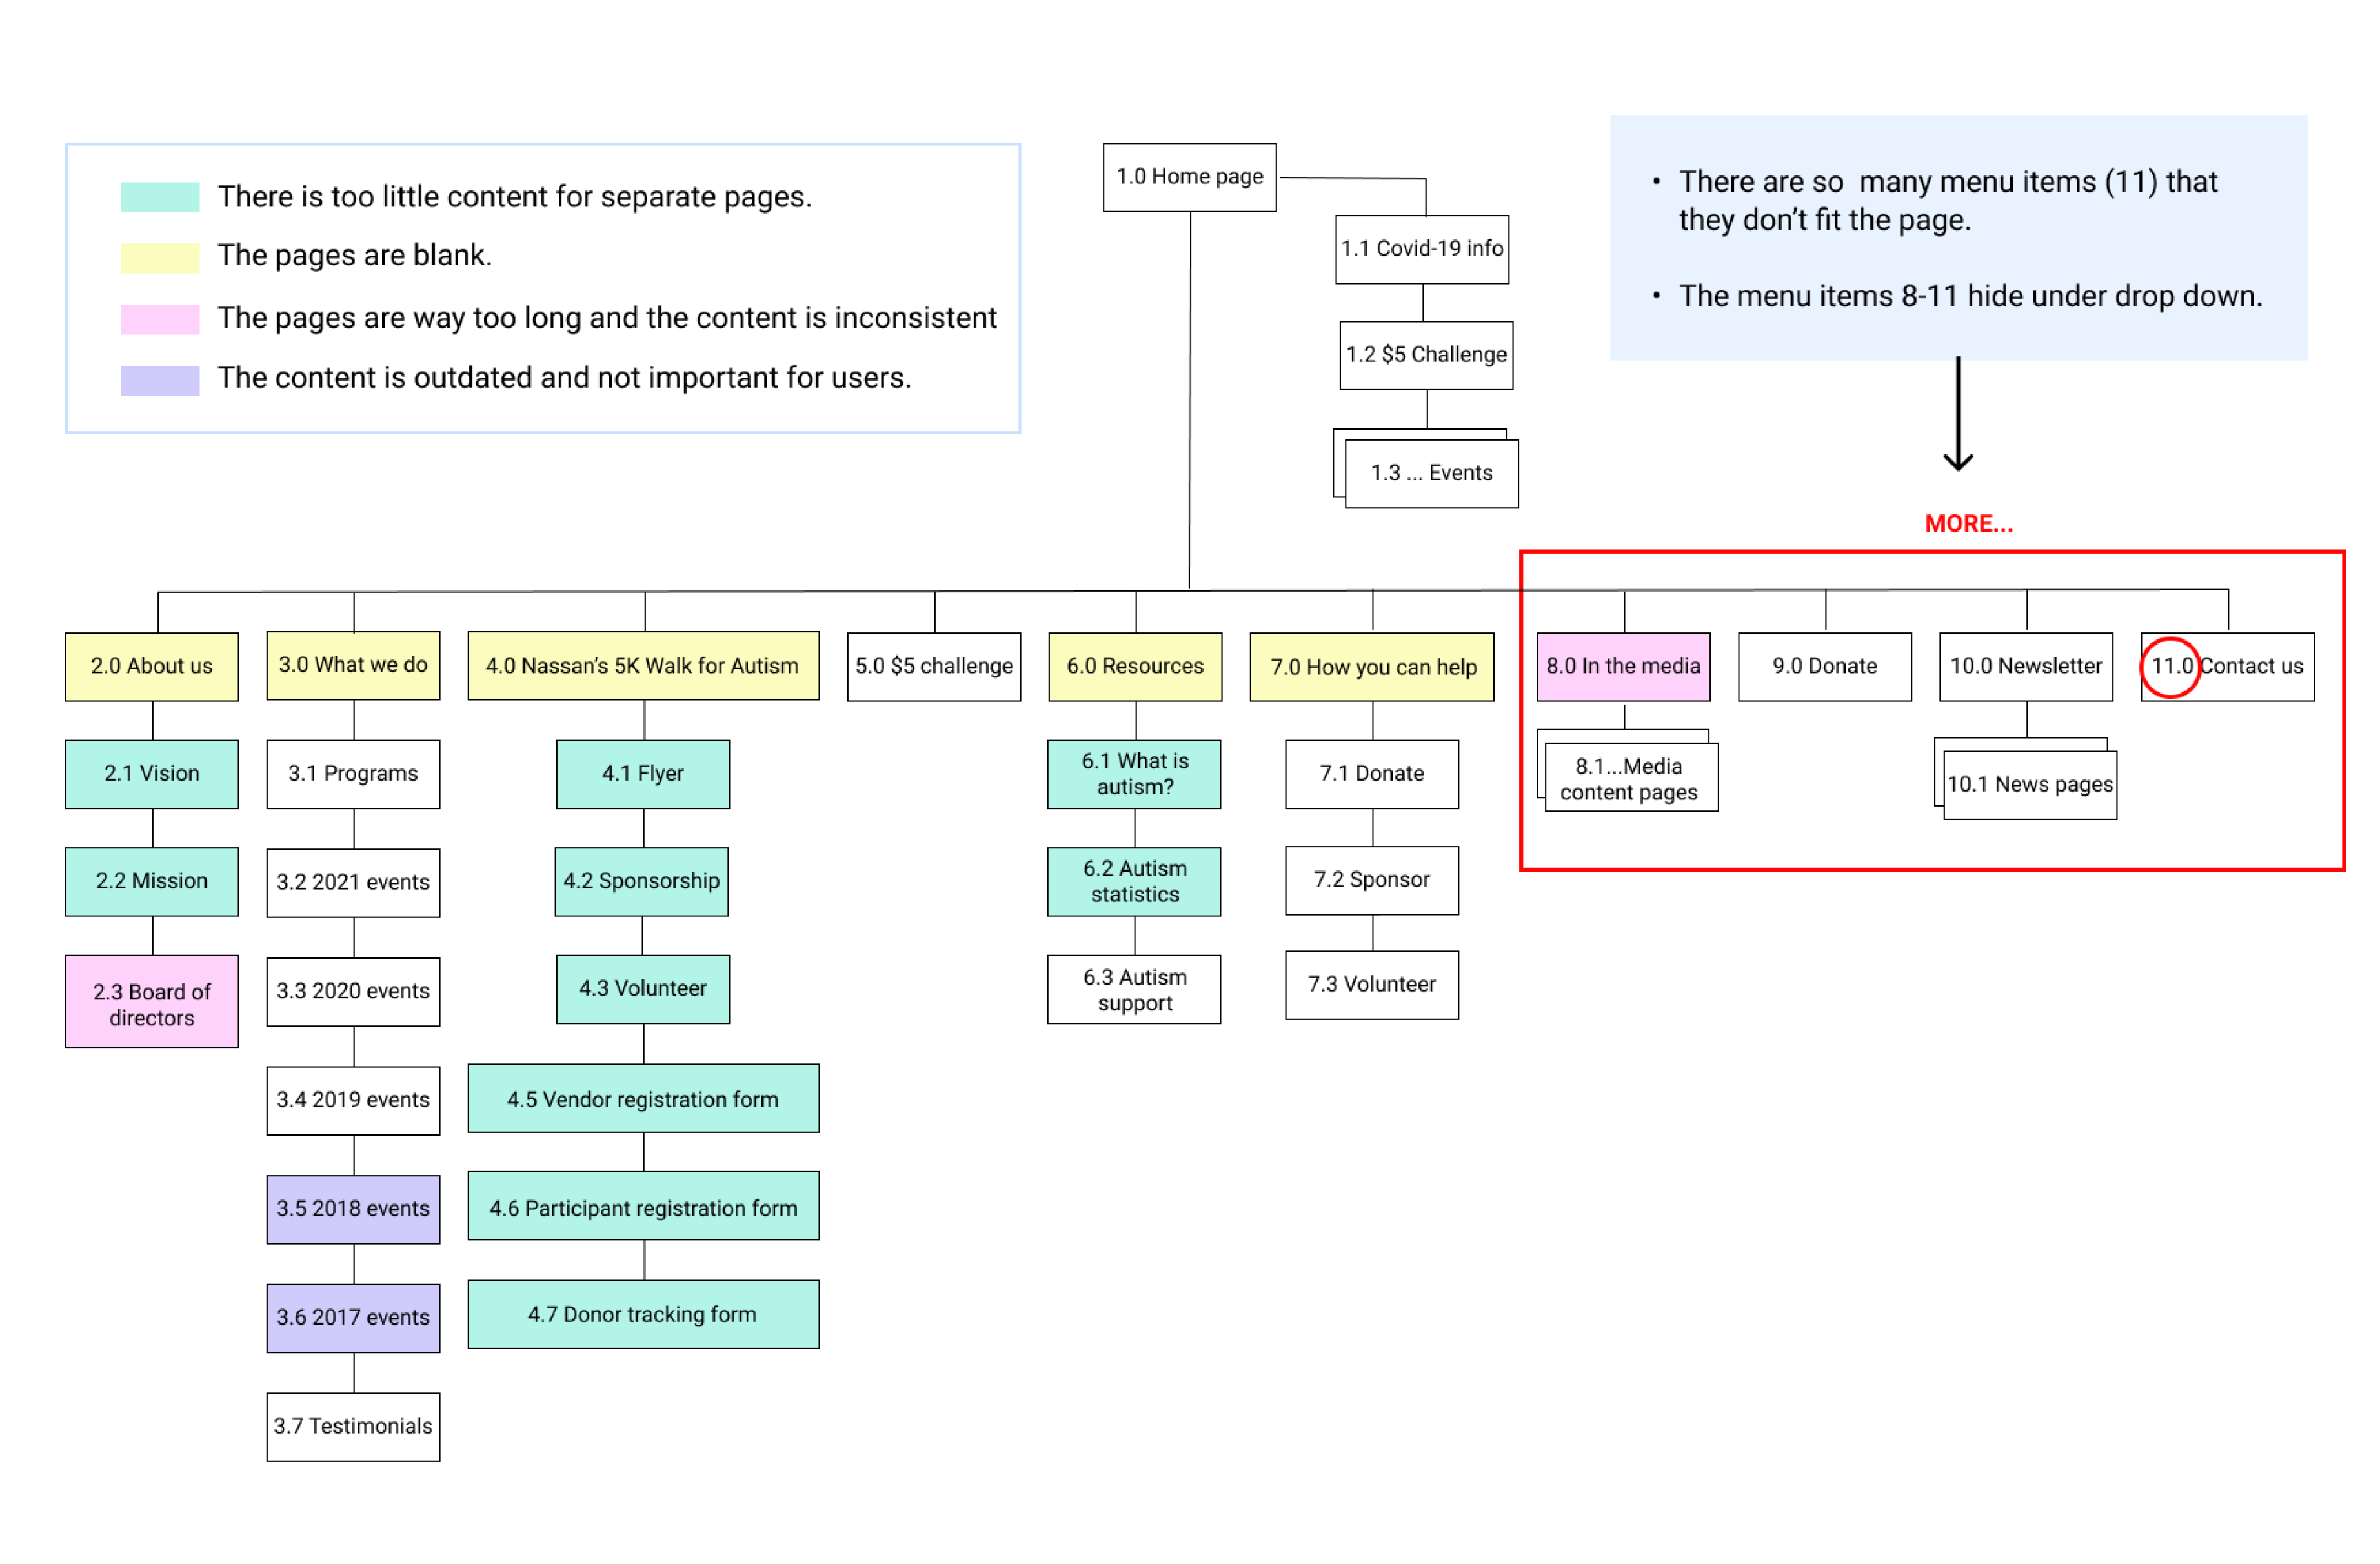 There is too little content for separate pages.
The pages are blank.
The pages are way too long and the content is inconsistent
The content is outdated and not important for users.
1.0 Home page
1.1 Covid-19 info
1.2 $5 Challenge
1.3 ... Events
• There are so  many menu items (11) that
they don’t fit the page.
• The menu items 8-11 hide under drop down.
MORE...
2.0 About us
2.1 Vision
2.2 Mission
2.3 Board of
directors
3.0 What we do
3.1 Programs
3.2 2021 events
3.3 2020 events
3.4 2019 events
3.5 2018 events
3.6 2017 events
3.7 Testimonials
4.0 Nassan’s 5K Walk for Autism
4.1 Flyer
4.2 Sponsorship
4.3 Volunteer
4.5 Vendor registration form
4.6 Participant registration form
4.7 Donor tracking form
5.0 $5 challenge
6.0 Resources
6.1 What is
autism?
6.2 Autism
statistics
6.3 Autism
support
7.0 How you can help
7.1 Donate
7.2 Sponsor
7.3 Volunteer
8.0 In the media
8.1...Media
content pages
9.0 Donate
10.0 Newsletter
10.1 News pages
11.0 Contact us